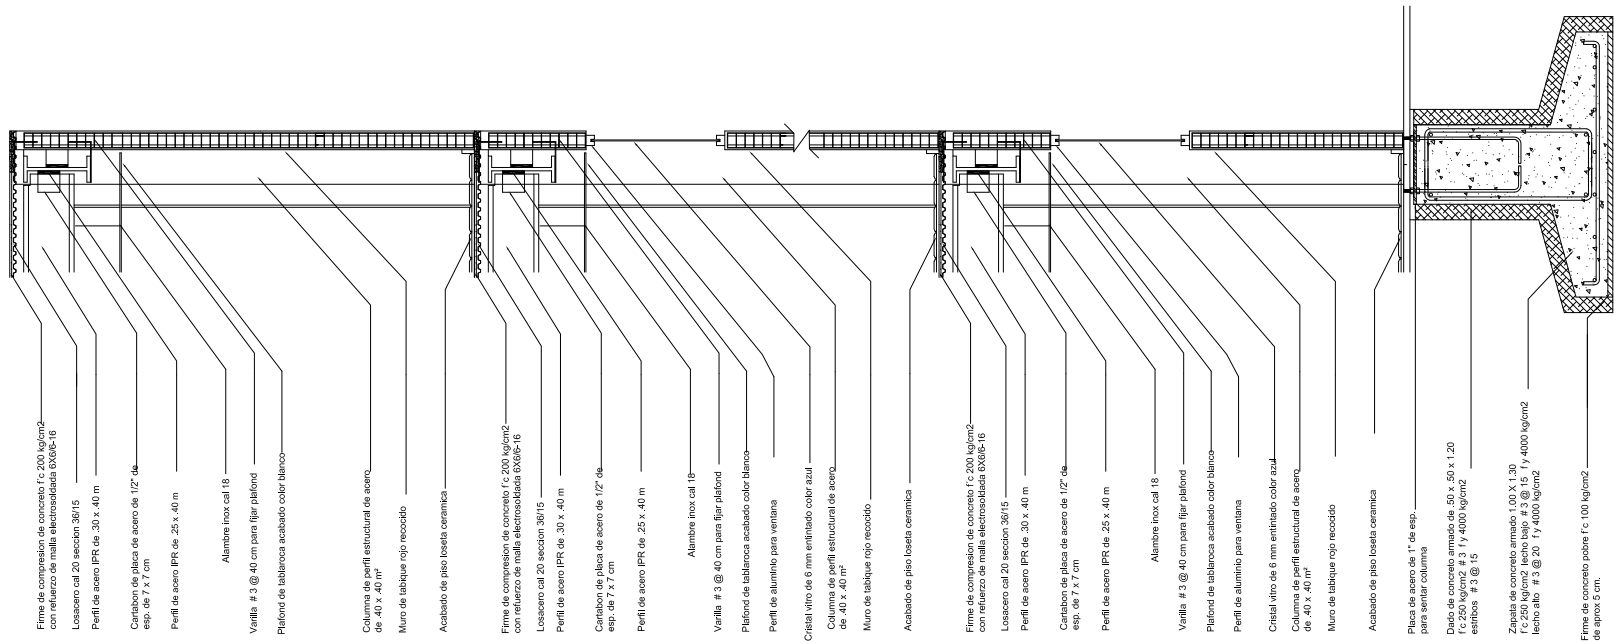 Firme de compresion de concreto f'c 200 kg/cm2
con refuerzo de malla electrosoldada 6X6/6-16
Losacero cal 20 seccion 36/15
Perfil de acero IPR de .30 x .40 m
Cartabon de placa de acero de 1/2" de
esp. de 7 x 7 cm
Perfil de acero IPR de .25 x .40 m
Alambre inox cal 18
Varilla # 3 @ 40 cm para fijar plafond
Plafond de tablaroca acabado color blanco
Columna de perfil estructural de acero
de .40 x .40 m²
Muro de tabique rojo recocido
Acabado de piso loseta ceramica
Firme de compresion de concreto f'c 200 kg/cm2
con refuerzo de malla electrosoldada 6X6/6-16
Losacero cal 20 seccion 36/15
Perfil de acero IPR de .30 x .40 m
Cartabon de placa de acero de 1/2" de
esp. de 7 x 7 cm
Perfil de acero IPR de .25 x .40 m
Alambre inox cal 18
Varilla # 3 @ 40 cm para fijar plafond
Plafond de tablaroca acabado color blanco
Perfil de aluminio para ventana
Cristal vitro de 6 mm entintado color azul
Columna de perfil estructural de acero
de .40 x .40 m²
Muro de tabique rojo recocido
Acabado de piso loseta ceramica
Firme de compresion de concreto f'c 200 kg/cm2
con refuerzo de malla electrosoldada 6X6/6-16
Losacero cal 20 seccion 36/15
Perfil de acero IPR de .30 x .40 m
Cartabon de placa de acero de 1/2" de
esp. de 7 x 7 cm
Perfil de acero IPR de .25 x .40 m
Alambre inox cal 18
Varilla # 3 @ 40 cm para fijar plafond
Plafond de tablaroca acabado color blanco
Perfil de aluminio para ventana
Cristal vitro de 6 mm entintado color azul
Columna de perfil estructural de acero
de .40 x .40 m²
Muro de tabique rojo recocido
Acabado de piso loseta ceramica
Placa de acero de 1" de esp.
para sentar columna
Dado de concreto armado de .50 x .50 x 1.20
f'c 250 kg/cm2 # 3 f y 4000 kg/cm2
estribos # 3 @ 15
Zapata de concreto armado 1.00 X 1.30
f'c 250 kg/cm2 lecho bajo # 3 @ 15 f y 4000 kg/cm2
lecho alto # 3 @ 20 f y 4000 kg/cm2
Firme de concreto pobre f'c 100 kg/cm2
de aprox 5 cm.